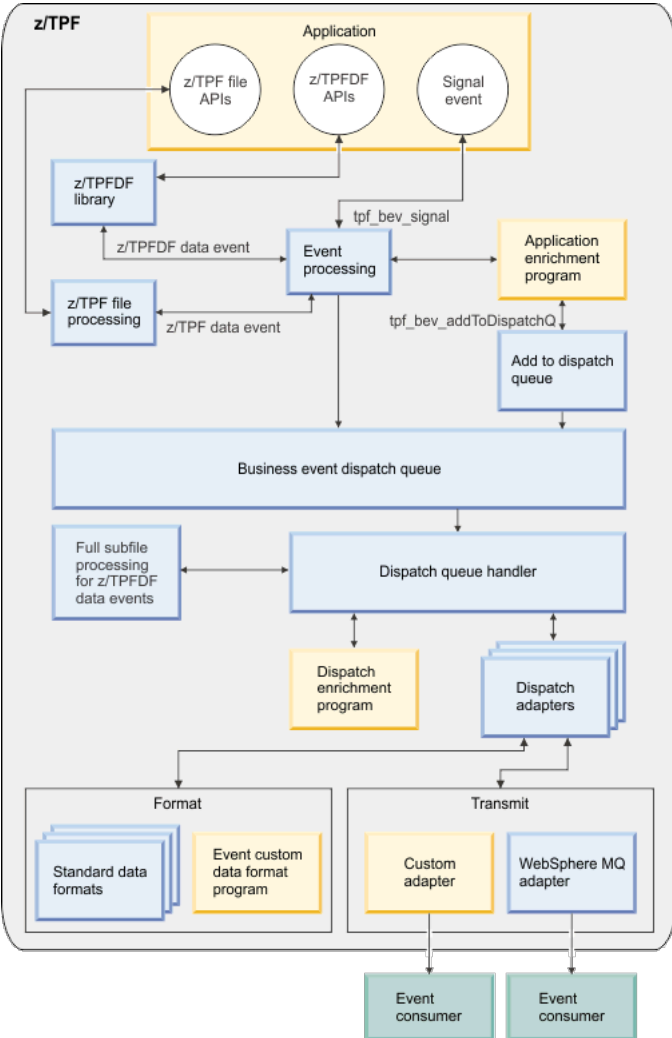 z/TPF
Application
z/TPF file
APIs
z/TPFDF
APIs
Signal
event
z/TPFDF
library
tpf_bev_signal
z/TPFDF data event
Event
processing
Application
enrichment
program
z/TPF file
processing
z/TPF data event
tpf_bev_addToDispatchQ
Add to dispatch
queue
Business event dispatch queue
Full subfile
processing
for z/TPFDF
data events
Dispatch queue handler
Dispatch
enrichment
program
Dispatch
adapters
Format
Standard data
formats
Event custom
data format
program
Transmit
Custom
adapter
WebSphere MQ
adapter
Event
consumer
Event
consumer